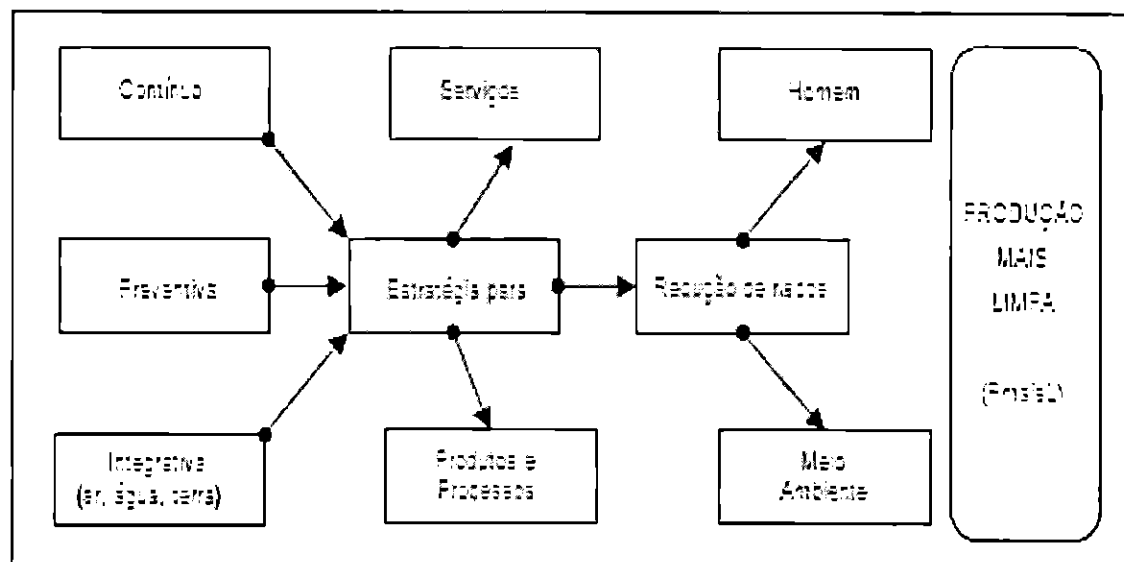 Contínuo
Serviços
Homem
Preventiva
Estratégia para
Redução de riscos
Integrativa
(ar, água, terra)
Produtos e
Processos
Meio
Ambiente
PRODUÇÃO
MAIS
LIMPA